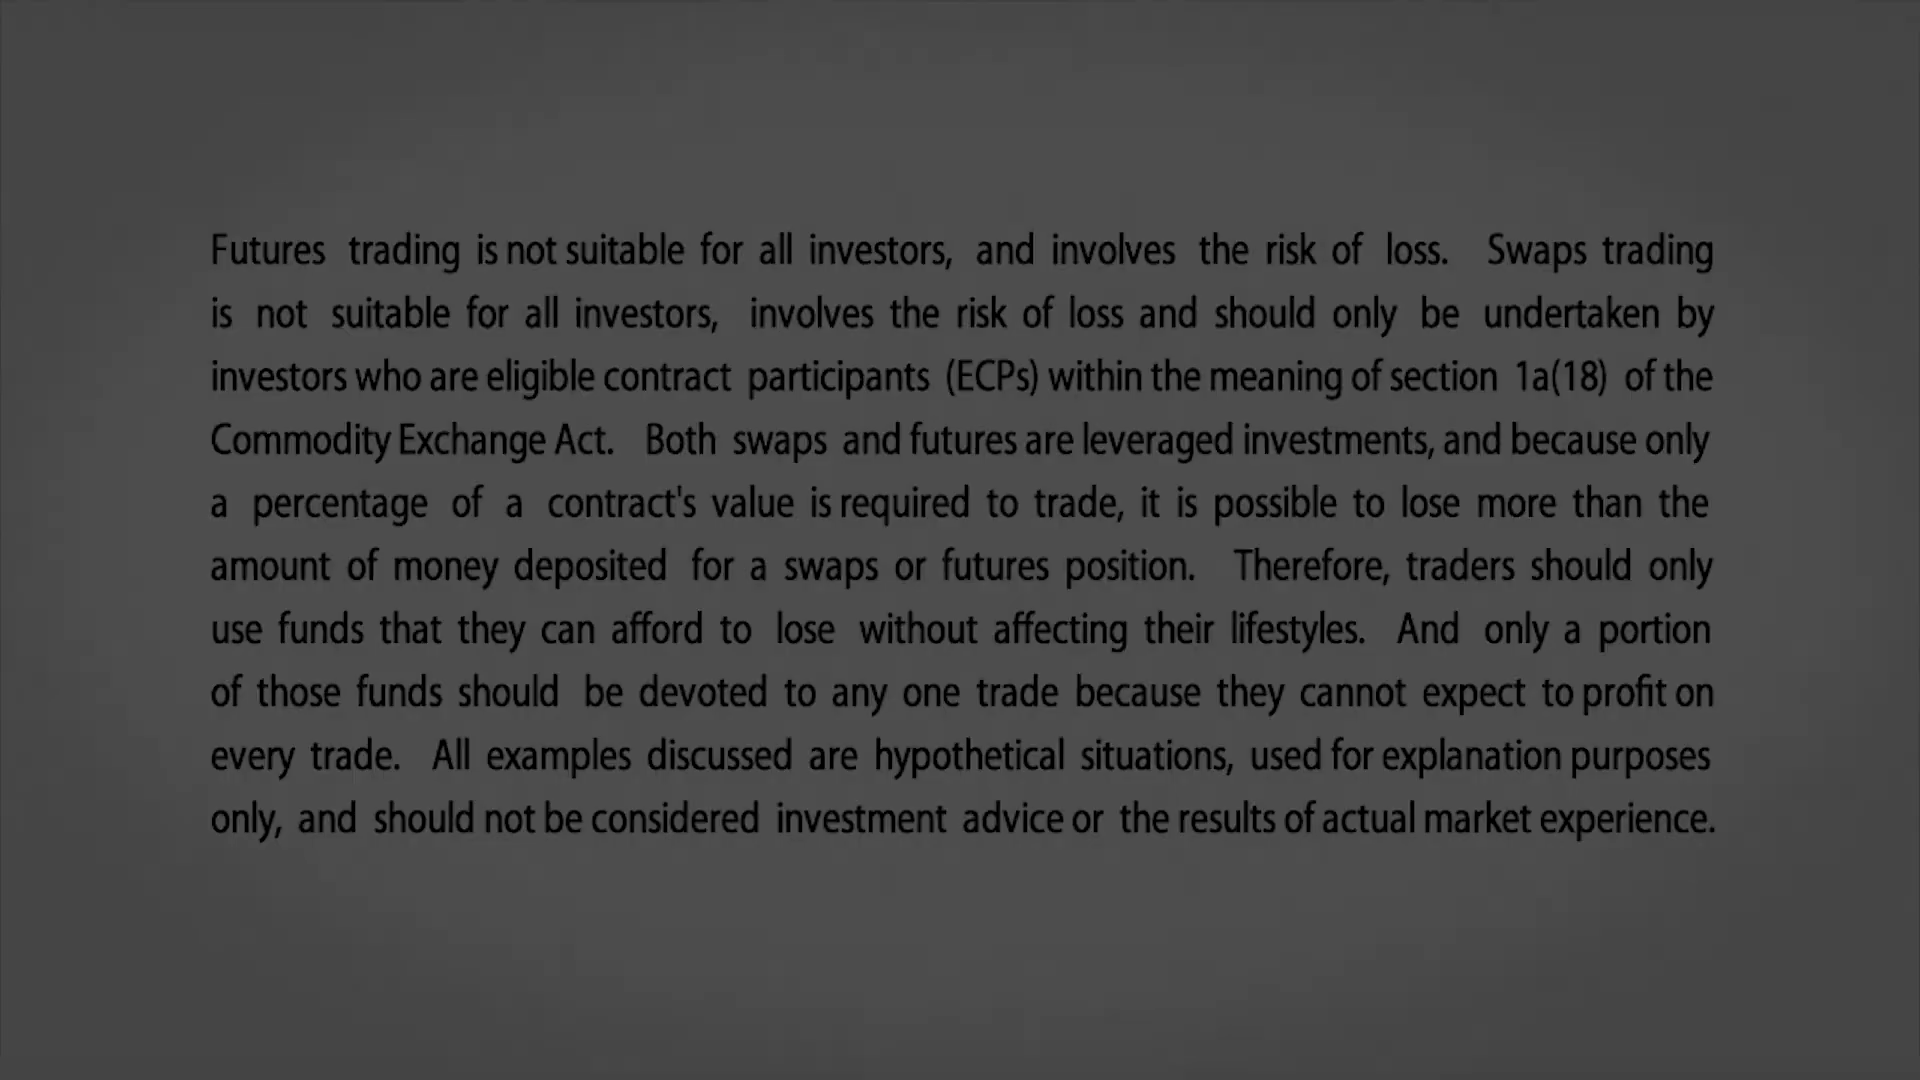 Futures trading is not suitable for all investors, and involves the risk of loss. Swaps trading
is not suitable for all investors, involves the risk of loss and should only be undertaken by
investors who are eligible contract participants (ECPs) within the meaning of section 1a(18) of the
Commodity Exchange Act. Both swaps and futures are leveraged investments, and because only
a percentage of a contract's value is required to trade, it is possible to lose more than the
amount of money deposited for a swaps or futures position. Therefore, traders should only
use funds that they can afford to lose without affecting their lifestyles. And only a portion
of those funds should be devoted to any one trade because they cannot expect to profit on
every trade. All examples discussed are hypothetical situations, used for explanation purposes
only, and should not be considered investment advice or the results of actual market experience.